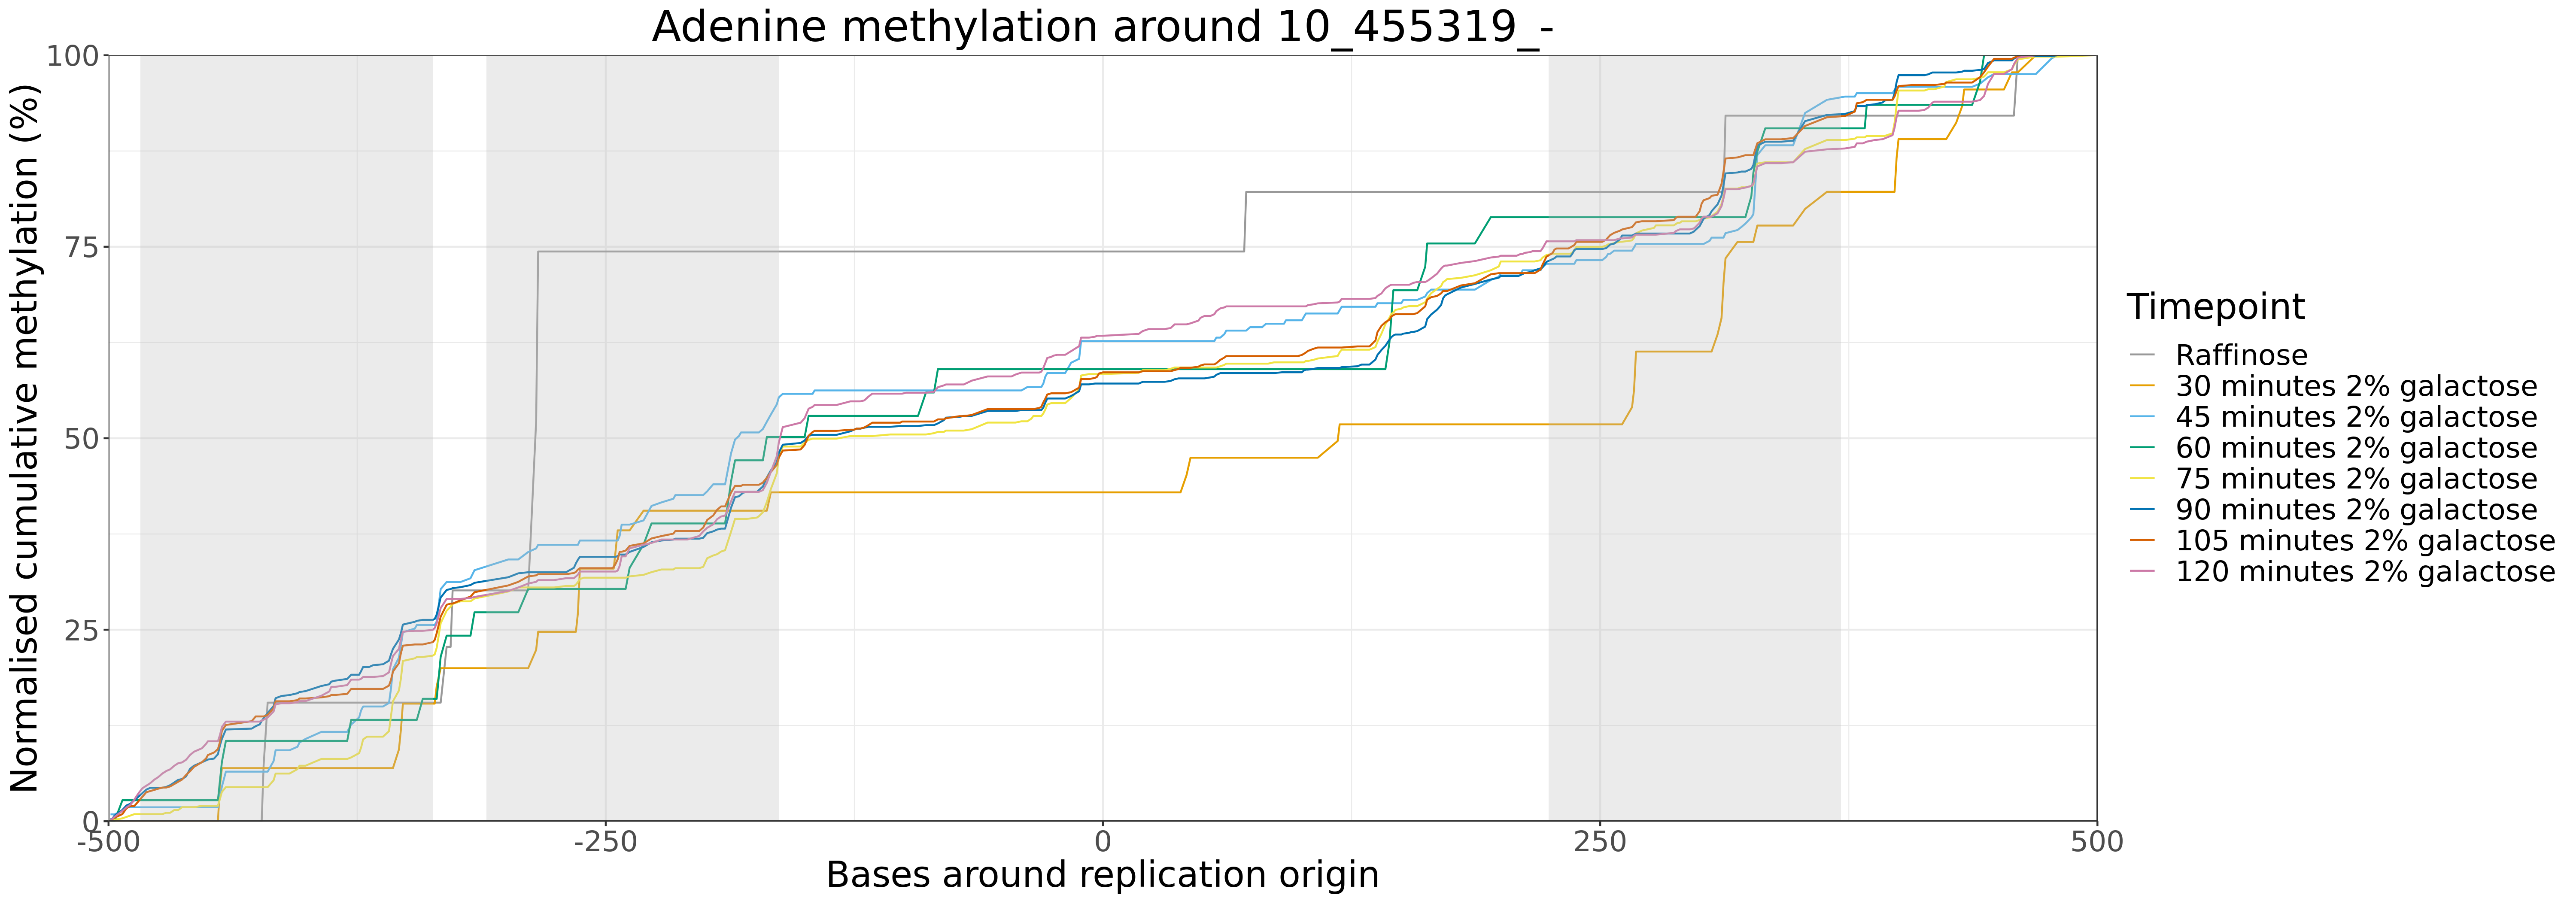 Adenine methylation around 10_455319_-
Normalised cumulative methylation (%)
100
75
50
25
0
-500
-250
0
250
500
Bases around replication origin
Timepoint
Raffinose
30 minutes 2% galactose
45 minutes 2% galactose
60 minutes 2% galactose
75 minutes 2% galactose
90 minutes 2% galactose
105 minutes 2% galactose
120 minutes 2% galactose